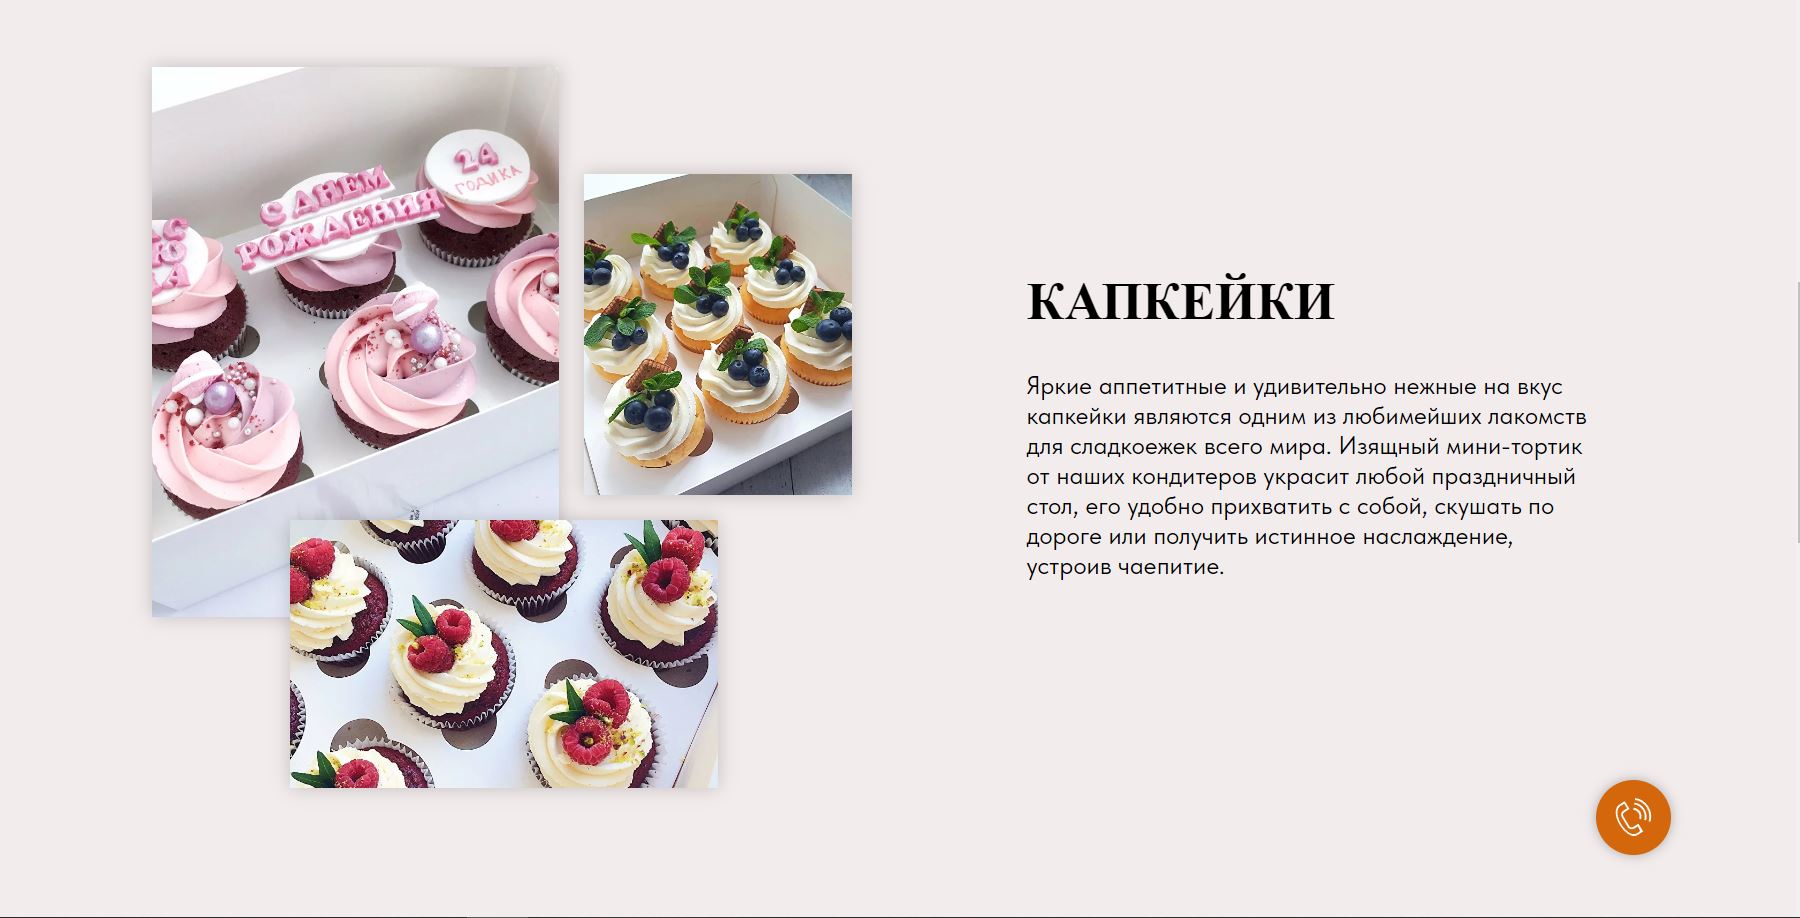 24
ГОДИКА
С ДНЕМ
РОЖДЕНИЯ
КАПКЕЙКИ
Яркие аппетитные и удивительно нежные на вкус
капкейки являются одним из любимейших лакомств
для сладкоежек всего мира. Изящный мини-тортик
от наших кондитеров украсит любой праздничный
стол, его удобно прихватить с собой, скушать по
дороге или получить истинное наслаждение,
устроив чаепитие.